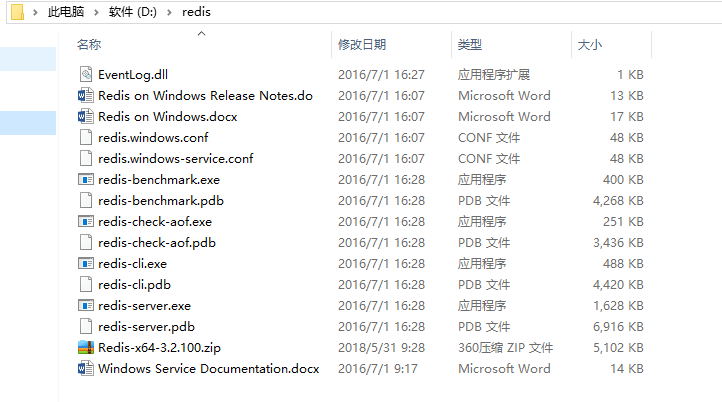 此电脑 软件 (D:) redis
名称 修改日期 类型 大小
EventLog.dll 2016/7/1 16:27 应用程序扩展 1 KB
Redis on Windows Release Notes.do 2016/7/1 16:07 Microsoft Word 13 KB
Redis on Windows.docx 2016/7/1 16:07 Microsoft Word 17 KB
redis.windows.conf 2016/7/1 16:07 CONF 文件 48 KB
redis.windows-service.conf 2016/7/1 16:07 CONF 文件 48 KB
redis-benchmark.exe 2016/7/1 16:28 应用程序 400 KB
redis-benchmark.pdb 2016/7/1 16:28 PDB 文件 4,268 KB
redis-check-aof.exe 2016/7/1 16:28 应用程序 251 KB
redis-check-aof.pdb 2016/7/1 16:28 PDB 文件 3,436 KB
redis-cli.exe 2016/7/1 16:28 应用程序 488 KB
redis-cli.pdb 2016/7/1 16:28 PDB 文件 4,420 KB
redis-server.exe 2016/7/1 16:28 应用程序 1,628 KB
redis-server.pdb 2016/7/1 16:28 PDB 文件 6,916 KB
Redis-x64-3.2.100.zip 2018/5/31 9:28 360压缩 ZIP 文件 5,102 KB
Windows Service Documentation.docx 2016/7/1 9:17 Microsoft Word 14 KB